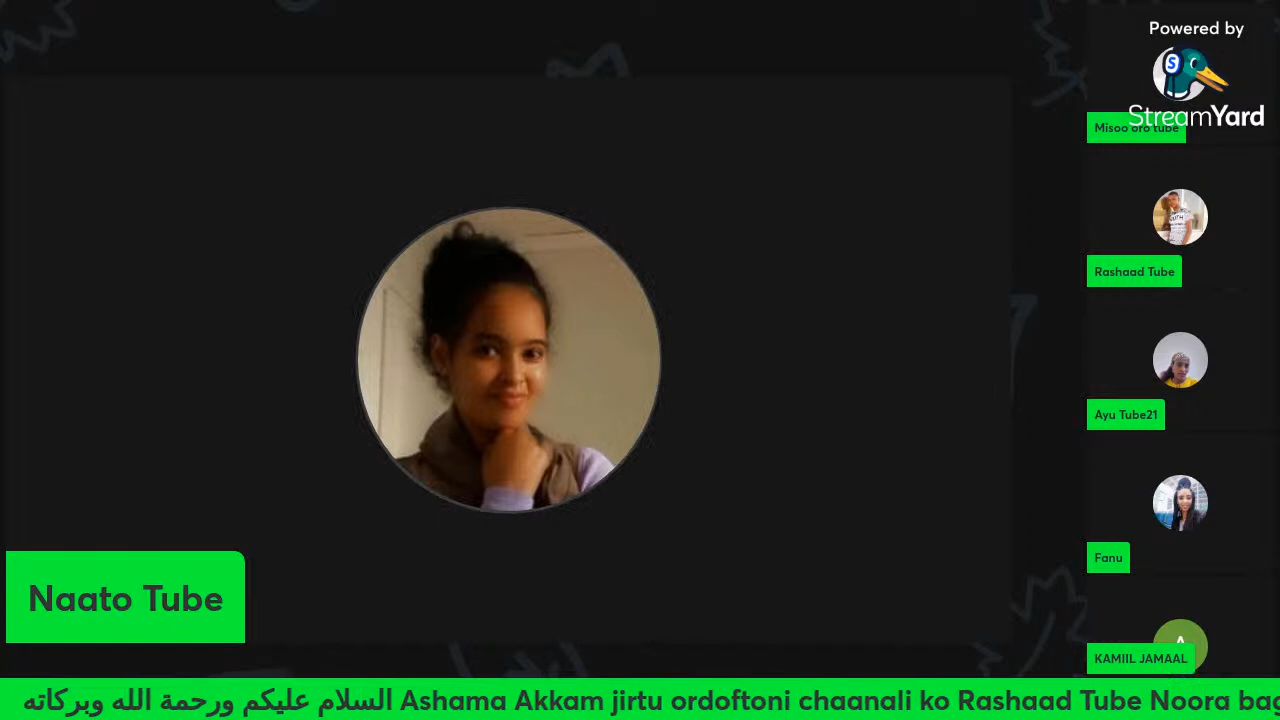 Powered by
StreamYard
Misoo oro tube
Rashaad Tube
Ayu Tube21
Fanu
KAMIIL JAMAAL
Naato Tube
السلام عليكم ورحمة الله وبركاته Ashama Akkam jirtu ordoftoni chaanali ko Rashaad Tube Noora